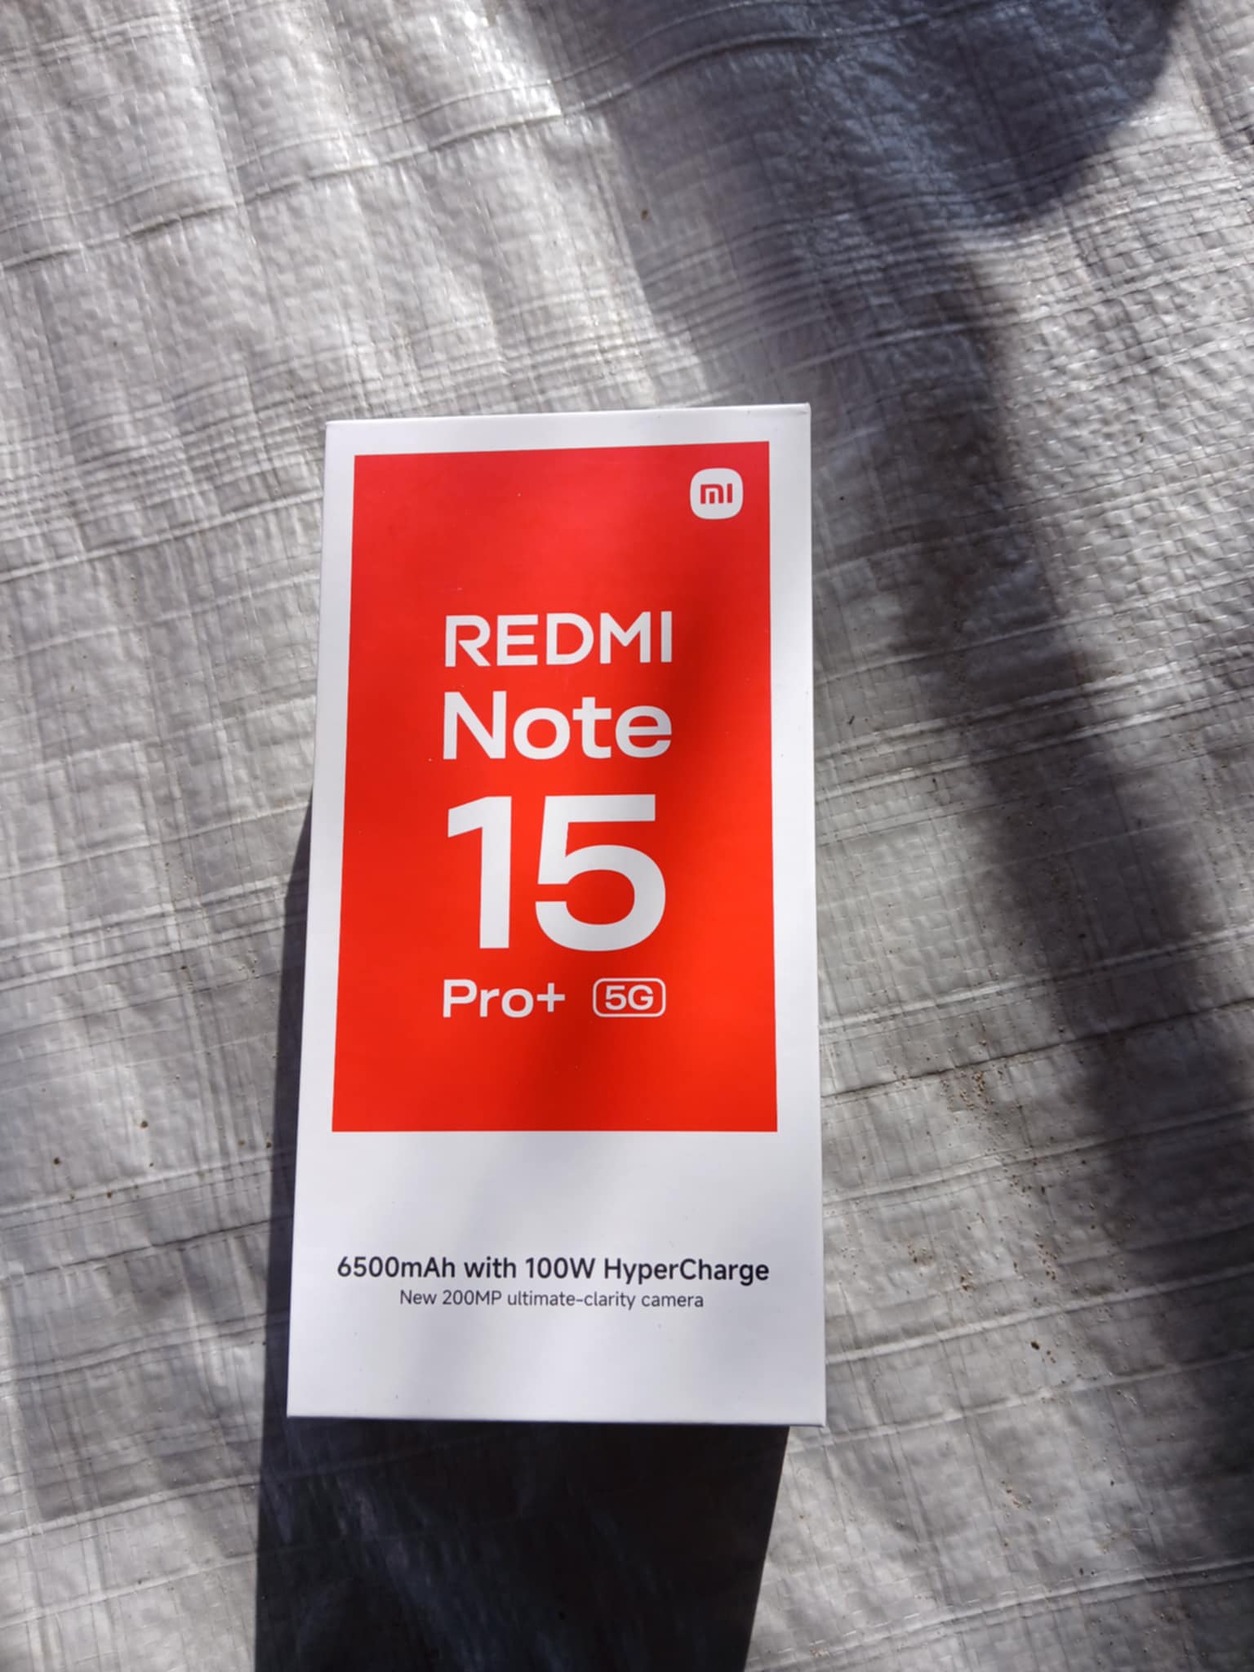 mi
REDMI
Note
15
Pro+ 5G
6500mAh with 100W HyperCharge
New 200MP ultimate-clarity camera